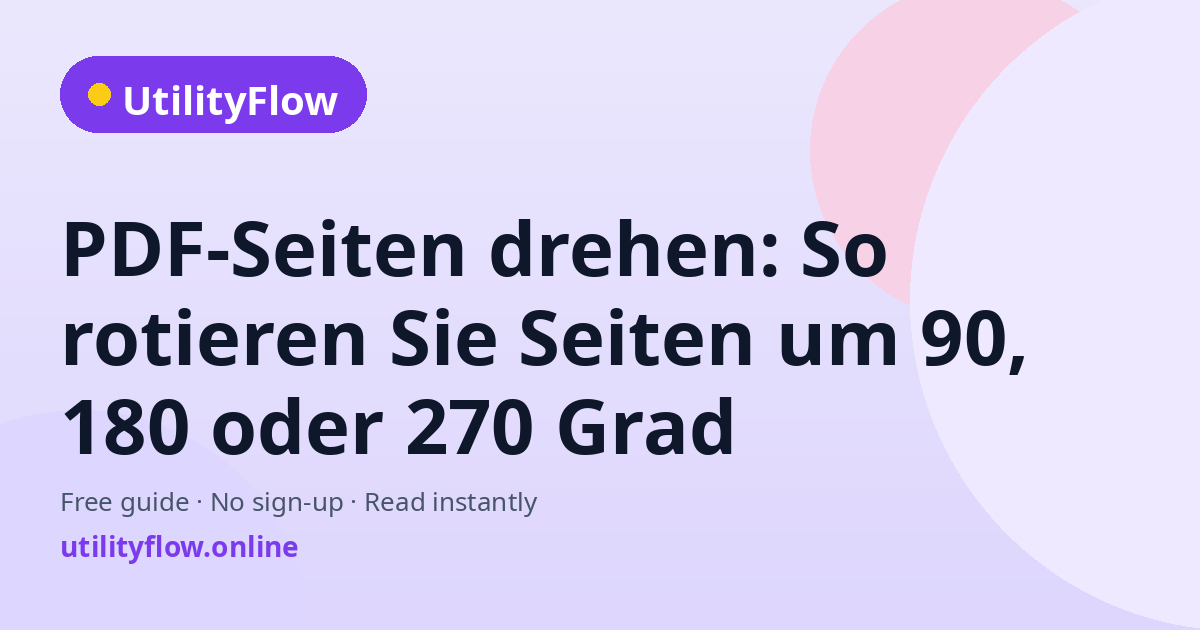 UtilityFlow
PDF-Seiten drehen: So
rotieren Sie Seiten um 90,
180 oder 270 Grad
Free guide · No sign-up · Read instantly
utilityflow.online